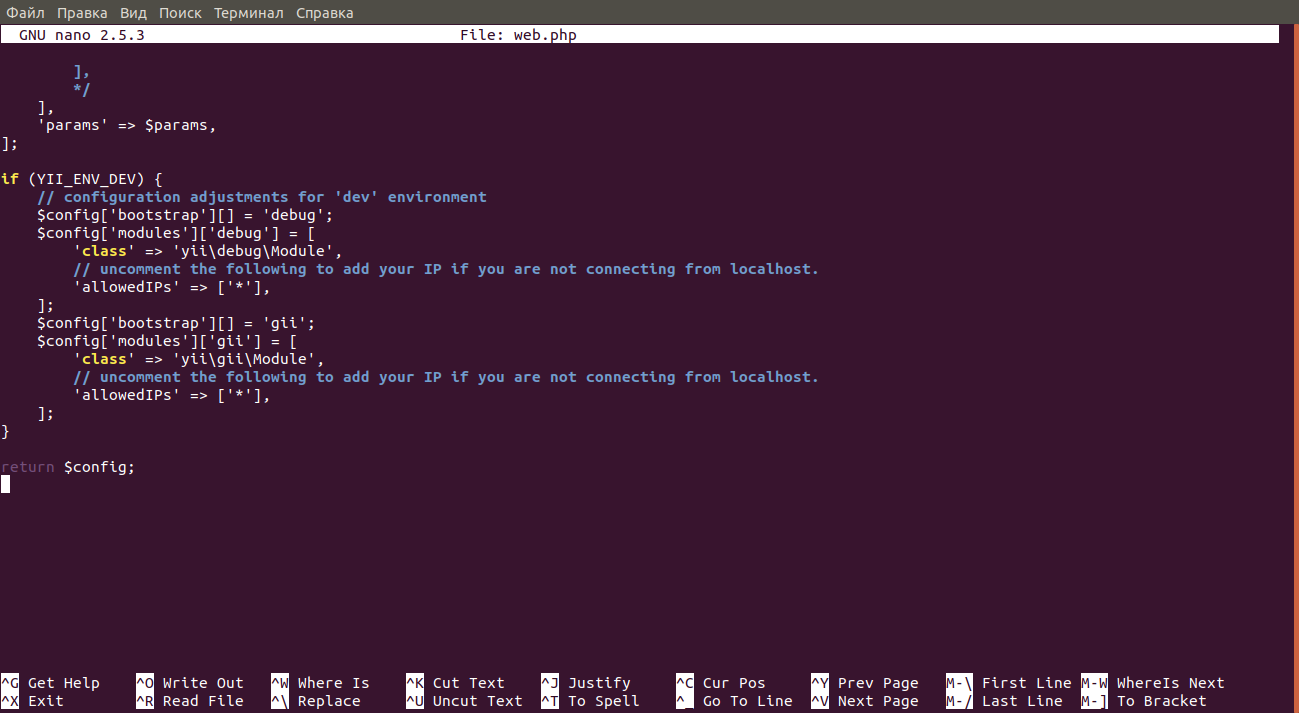 Файл Правка Вид Поиск Терминал Справка
GNU nano 2.5.3 File: web.php
],
*/
],
'params' => $params,
];
if (YII_ENV_DEV) {
// configuration adjustments for 'dev' environment
$config['bootstrap'][] = 'debug';
$config['modules']['debug'] = [
'class' => 'yii\debug\Module',
// uncomment the following to add your IP if you are not connecting from localhost.
'allowedIPs' => ['*'],
];
$config['bootstrap'][] = 'gii';
$config['modules']['gii'] = [
'class' => 'yii\gii\Module',
// uncomment the following to add your IP if you are not connecting from localhost.
'allowedIPs' => ['*'],
];
}
return $config;
^G Get Help ^O Write Out ^W Where Is ^K Cut Text ^J Justify ^C Cur Pos ^Y Prev Page M-\ First Line M-W WhereIs Next
^X Exit ^R Read File ^\ Replace ^U Uncut Text ^T To Spell ^_ Go To Line ^V Next Page M-/ Last Line M-] To Bracket